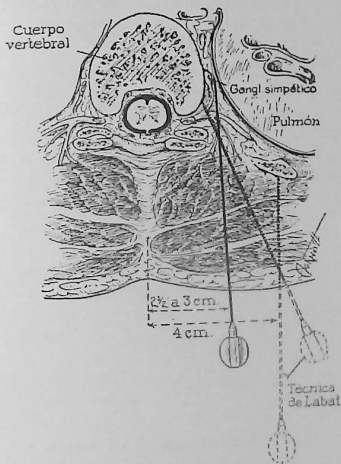 Cuerpo
vertebral
Gangl simpático
Pulmón
2½ a 3 cm.
4 cm.
Técnica
de Labat